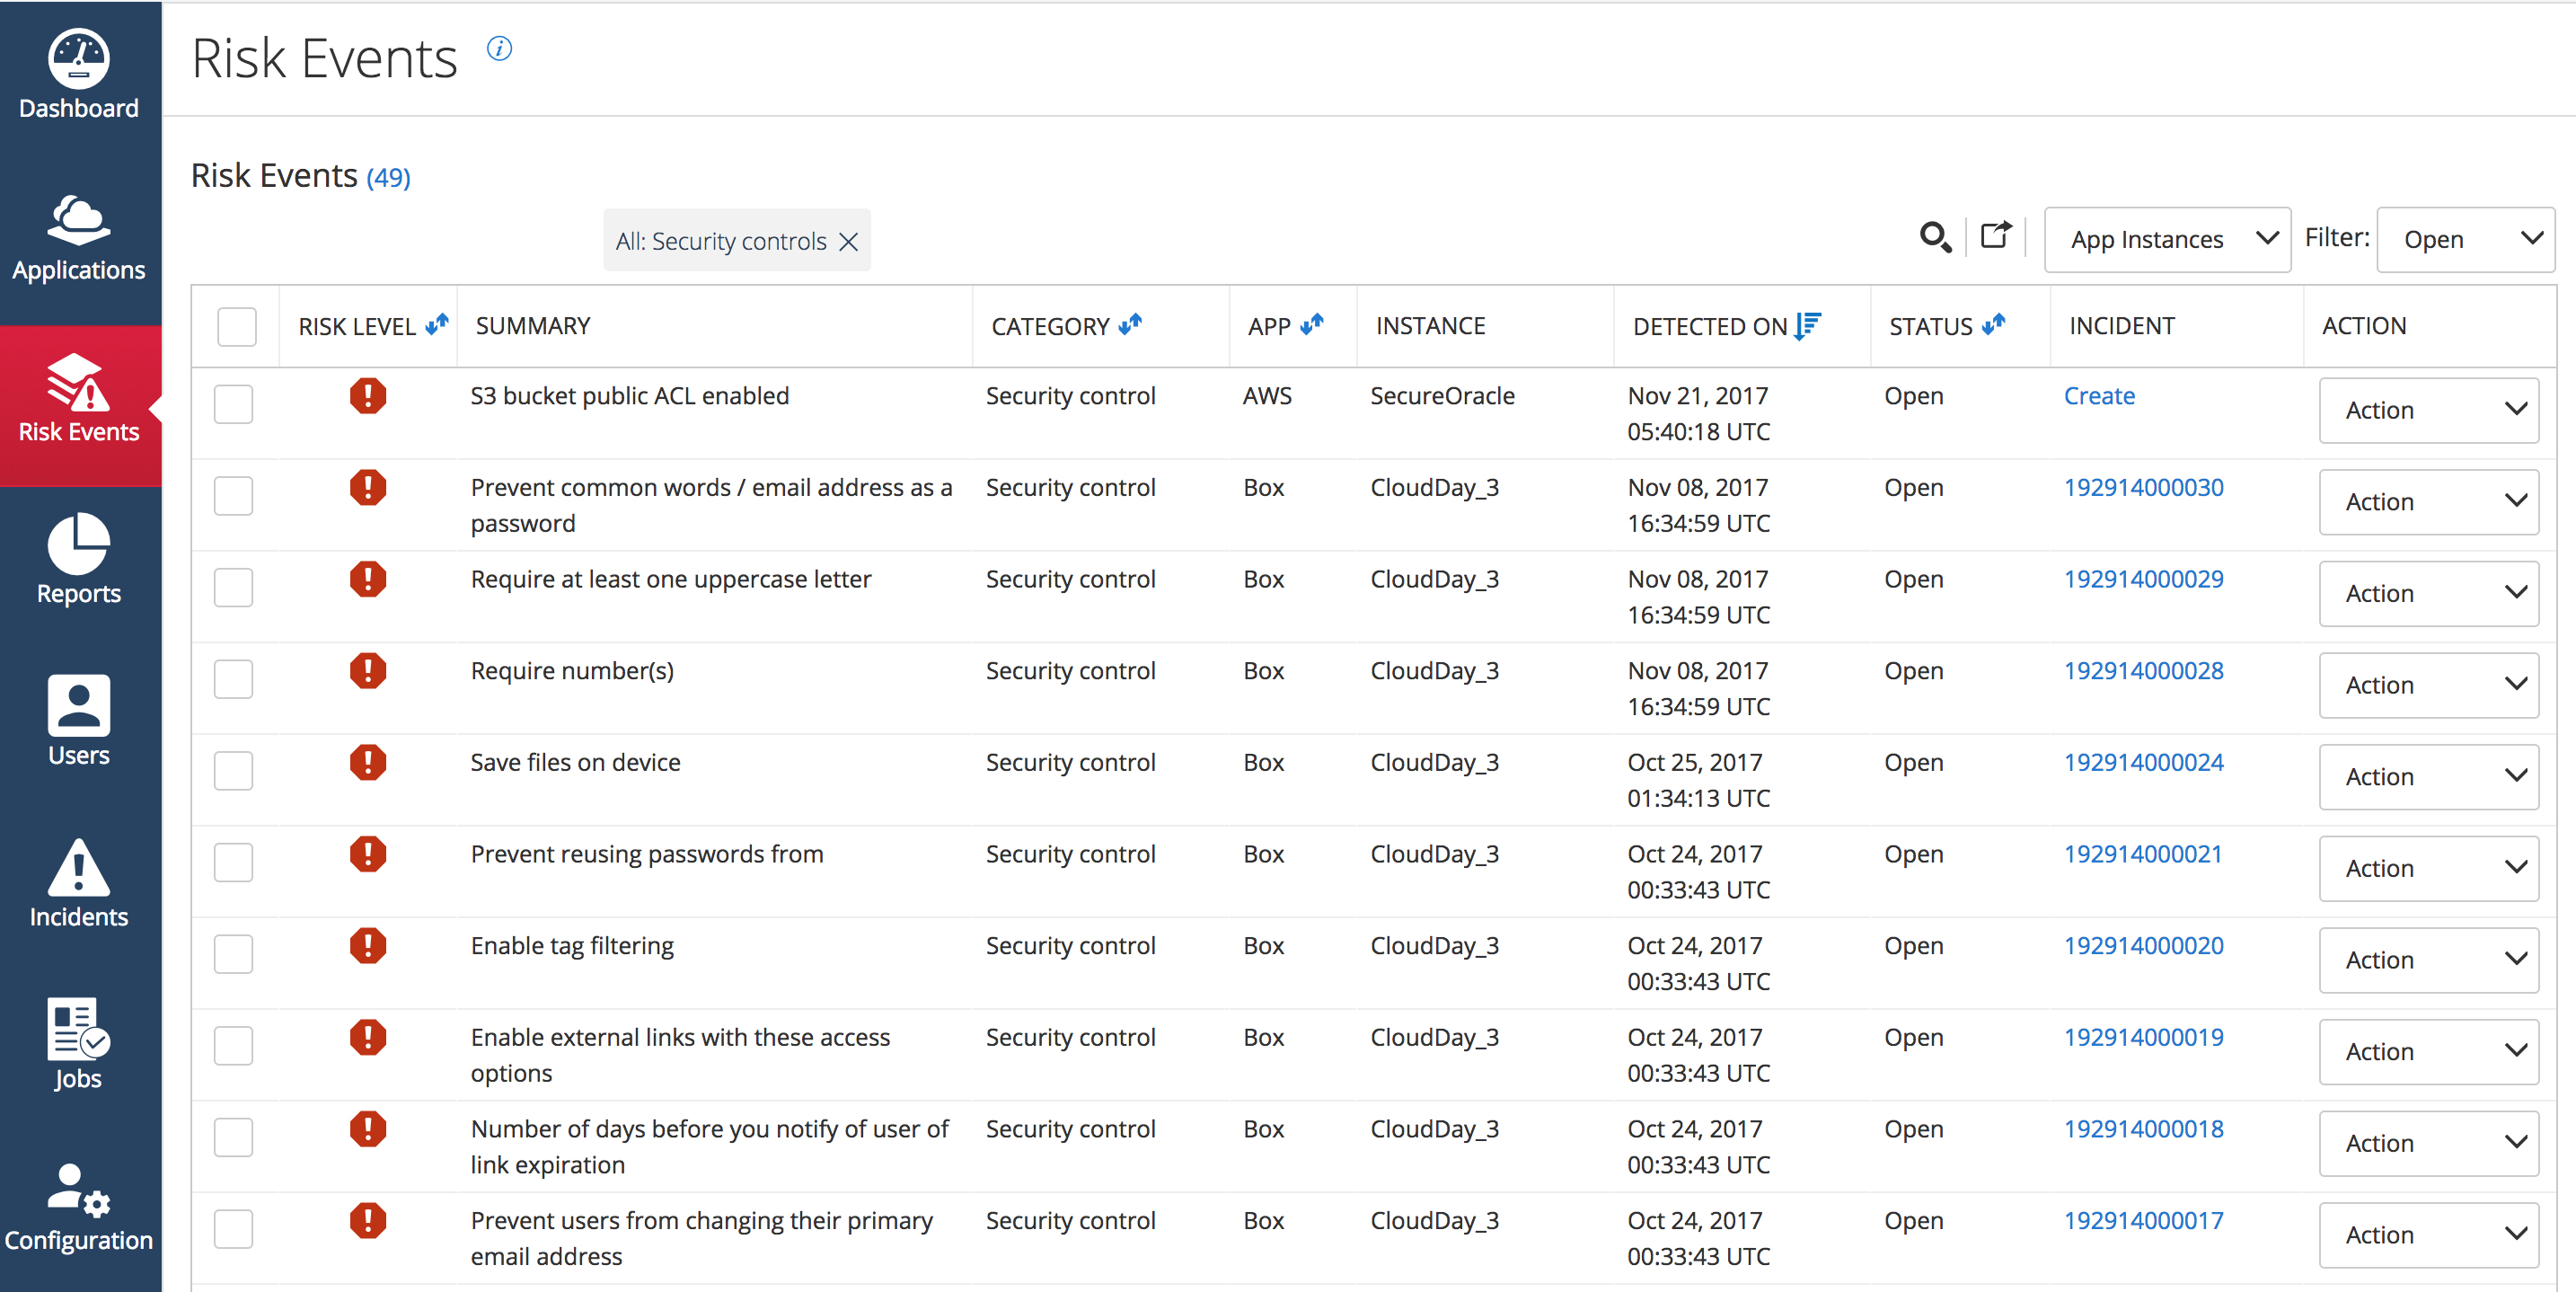 Risk Events
Dashboard
Applications
Risk Events
Reports
Users
Incidents
Jobs
Configuration
Risk Events (49)
All: Security controls
App Instances Filter: Open
RISK LEVEL SUMMARY CATEGORY APP INSTANCE DETECTED ON STATUS INCIDENT ACTION
S3 bucket public ACL enabled Security control AWS SecureOracle Nov 21, 2017 Open Create Action
05:40:18 UTC
Prevent common words / email address as a Security control Box CloudDay_3 Nov 08, 2017 Open 192914000030 Action
password 16:34:59 UTC
Require at least one uppercase letter Security control Box CloudDay_3 Nov 08, 2017 Open 192914000029 Action
16:34:59 UTC
Require number(s) Security control Box CloudDay_3 Nov 08, 2017 Open 192914000028 Action
16:34:59 UTC
Save files on device Security control Box CloudDay_3 Oct 25, 2017 Open 192914000024 Action
01:34:13 UTC
Prevent reusing passwords from Security control Box CloudDay_3 Oct 24, 2017 Open 192914000021 Action
00:33:43 UTC
Enable tag filtering Security control Box CloudDay_3 Oct 24, 2017 Open 192914000020 Action
00:33:43 UTC
Enable external links with these access Security control Box CloudDay_3 Oct 24, 2017 Open 192914000019 Action
options 00:33:43 UTC
Number of days before you notify of user of Security control Box CloudDay_3 Oct 24, 2017 Open 192914000018 Action
link expiration 00:33:43 UTC
Prevent users from changing their primary Security control Box CloudDay_3 Oct 24, 2017 Open 192914000017 Action
email address 00:33:43 UTC